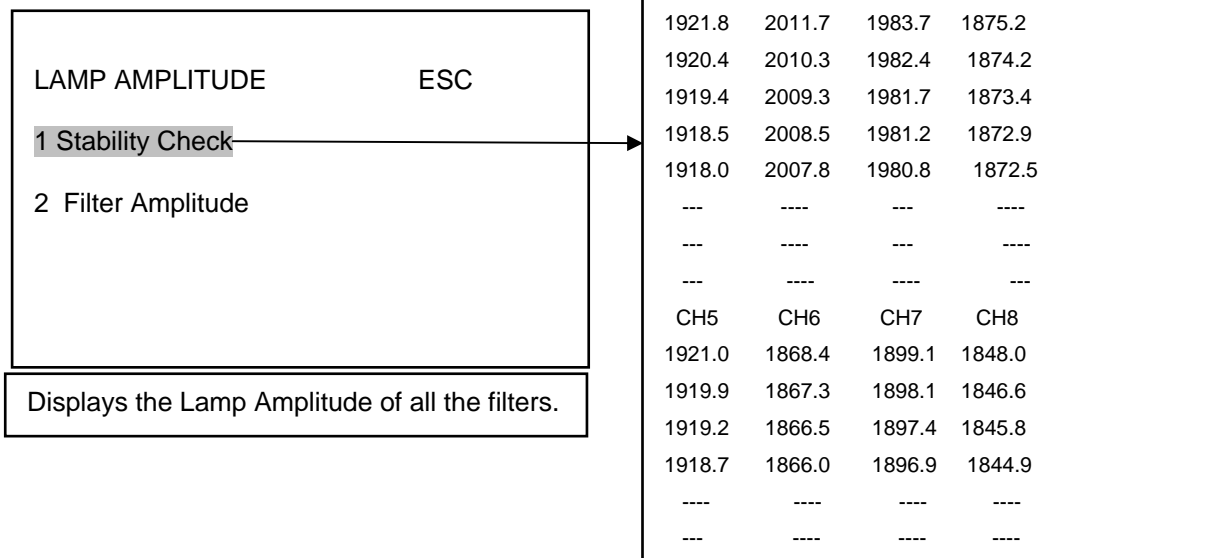 LAMP AMPLITUDE ESC
1 Stability Check
2 Filter Amplitude
Displays the Lamp Amplitude of all the filters.
1921.8 2011.7 1983.7 1875.2
1920.4 2010.3 1982.4 1874.2
1919.4 2009.3 1981.7 1873.4
1918.5 2008.5 1981.2 1872.9
1918.0 2007.8 1980.8 1872.5
--- ---- --- ----
--- ---- --- ----
--- ---- ---- ---
CH5 CH6 CH7 CH8
1921.0 1868.4 1899.1 1848.0
1919.9 1867.3 1898.1 1846.6
1919.2 1866.5 1897.4 1845.8
1918.7 1866.0 1896.9 1844.9
---- ---- ---- ----
--- ---- ---- ----